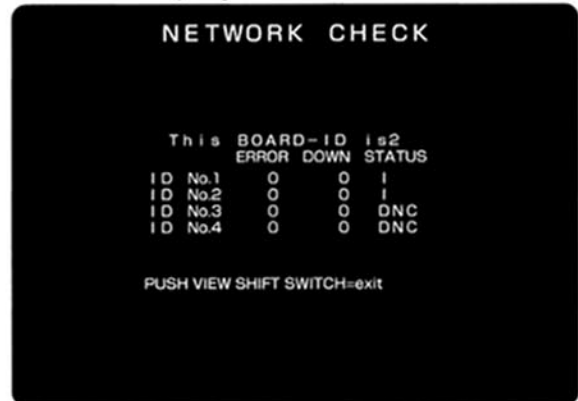 NETWORK CHECK
This BOARD-ID is2
ERROR DOWN STATUS
ID No.1 0 0 I
ID No.2 0 0 I
ID No.3 0 0 DNC
ID No.4 0 0 DNC
PUSH VIEW SHIFT SWITCH=exit